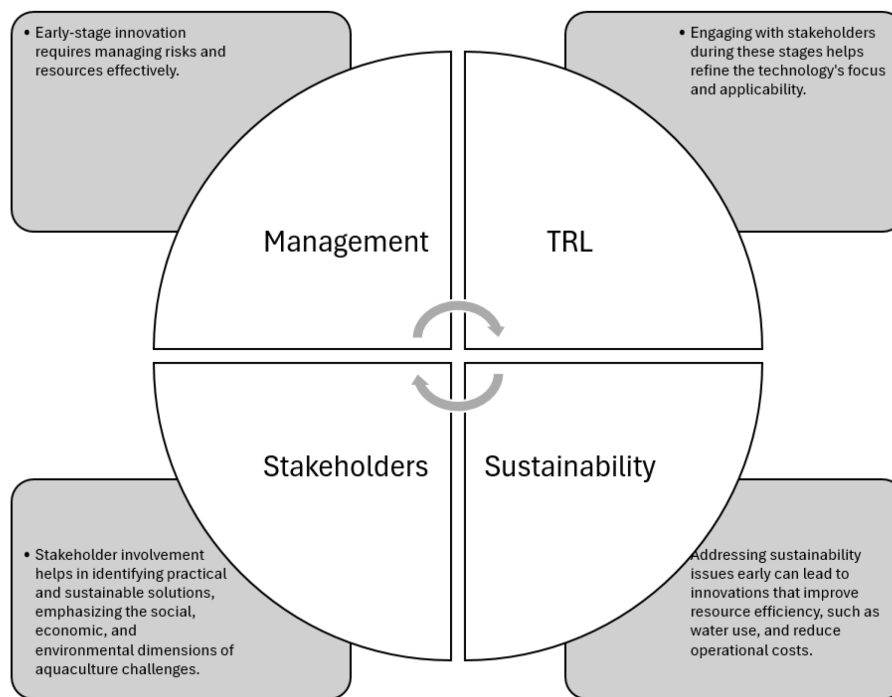 • Early-stage innovation
requires managing risks and
resources effectively.
• Engaging with stakeholders
during these stages helps
refine the technology's focus
and applicability.
Management
TRL
Stakeholders
Sustainability
• Stakeholder involvement
helps in identifying practical
and sustainable solutions,
emphasizing the social,
economic, and
environmental dimensions of
aquaculture challenges.
Addressing sustainability
issues early can lead to
innovations that improve
resource efficiency, such as
water use, and reduce
operational costs.